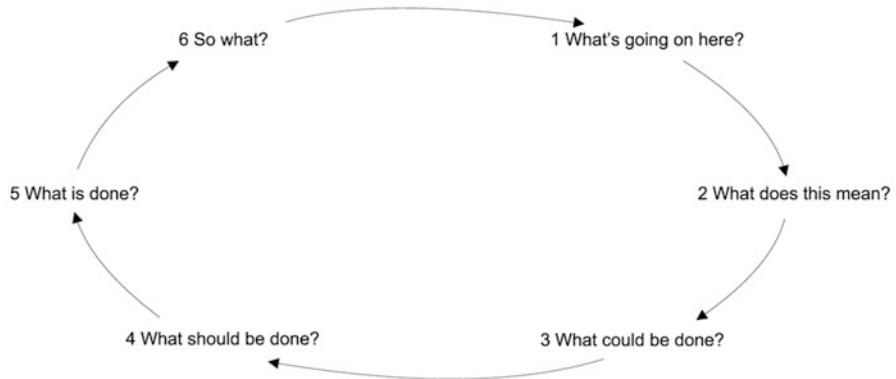 6 So what?
1 What's going on here?
5 What is done?
2 What does this mean?
4 What should be done?
3 What could be done?